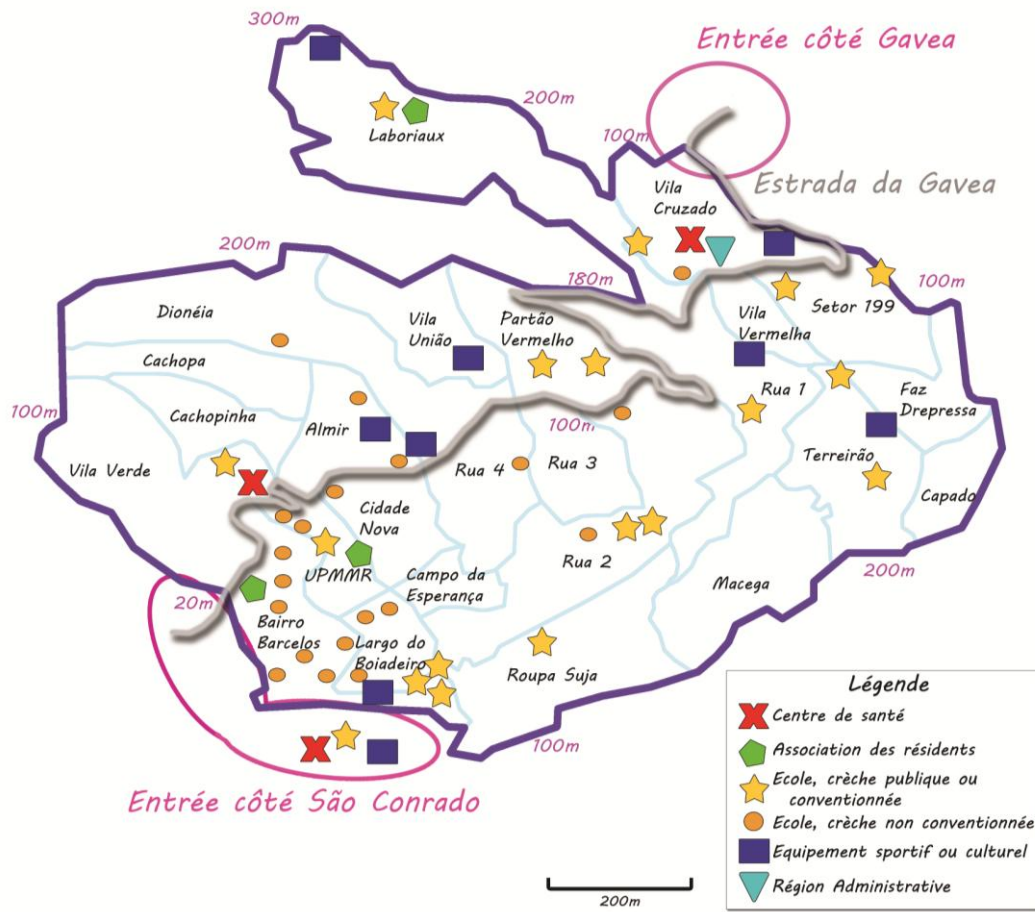 300m
Entrée côté Gavea
200m
Laboriaux
100m
Vila
Cruzado
Estrada da Gavea
200m
180m
100m
Dionéia
Vila
União
Partão
Vermelho
Vila
Vermelha
Setor 199
Cachopa
Rua 1
Faz
Drepressa
100m
Cachopinha
Almir
100m
Vila Verde
Rua 4
Rua 3
Terreirão
Capado
Cidade
Nova
Rua 2
UPMMR
Campo da
Esperança
Macega
200m
20m
Bairro
Barcelos
Largo do
Boiadeiro
Roupa Suja
100m
Entrée côté São Conrado
Légende
Centre de santé
Association des résidents
Ecole, crèche publique ou
conventionnée
Ecole, crèche non conventionnée
Equipement sportif ou culturel
Région Administrative
200m